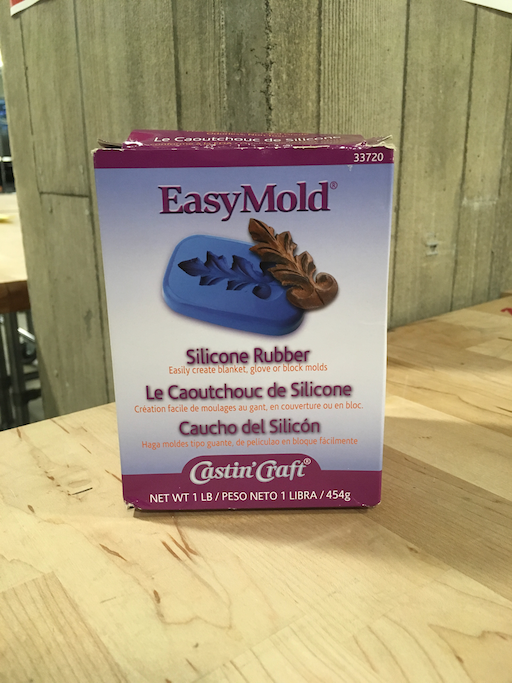 Le Caoutchouc de Silicone
33720
EasyMold®
Silicone Rubber
Easily create blanket, glove or block molds
Le Caoutchouc de Silicone
Création facile de moulages au gant, en couverture ou en bloc.
Caucho del Silicón
Haga moldes tipo guante, de peliculao en bloque fácilmente
Castin'Craft®
NET WT 1 LB / PESO NETO 1 LIBRA / 454g